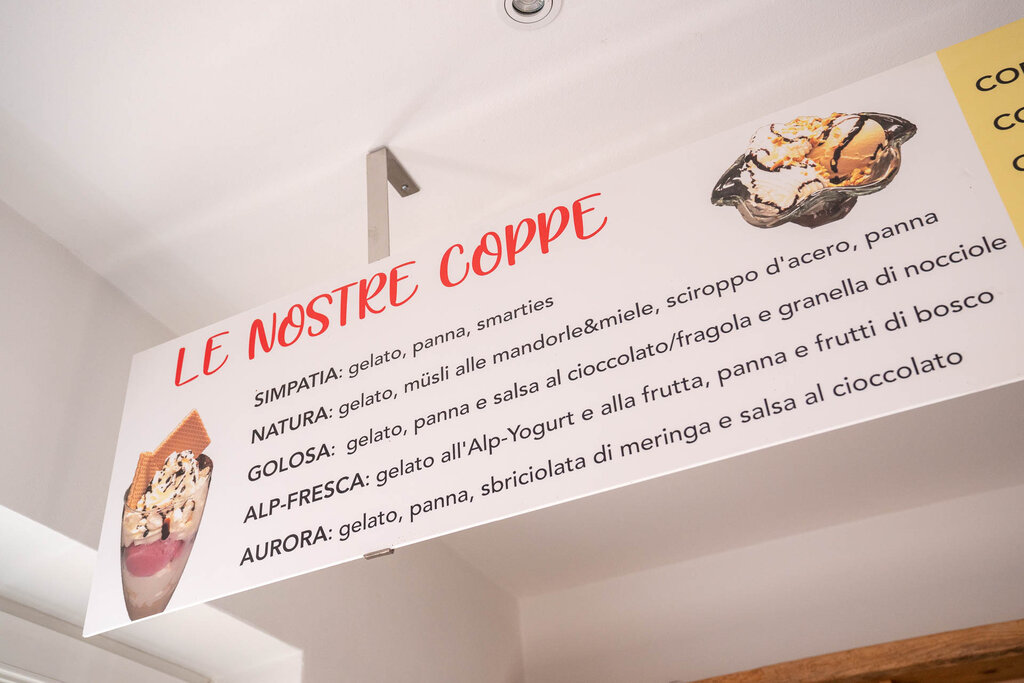 LE NOSTRE COPPE
SIMPATIA: gelato, panna, smarties
NATURA: gelato, müsli alle mandorle&miele, sciroppo d'acero, panna
GOLOSA: gelato, panna e salsa al cioccolato/fragola e granella di nocciole
ALP-FRESCA: gelato all'Alp-Yogurt e alla frutta, panna e frutti di bosco
AURORA: gelato, panna, sbriciolata di meringa e salsa al cioccolato